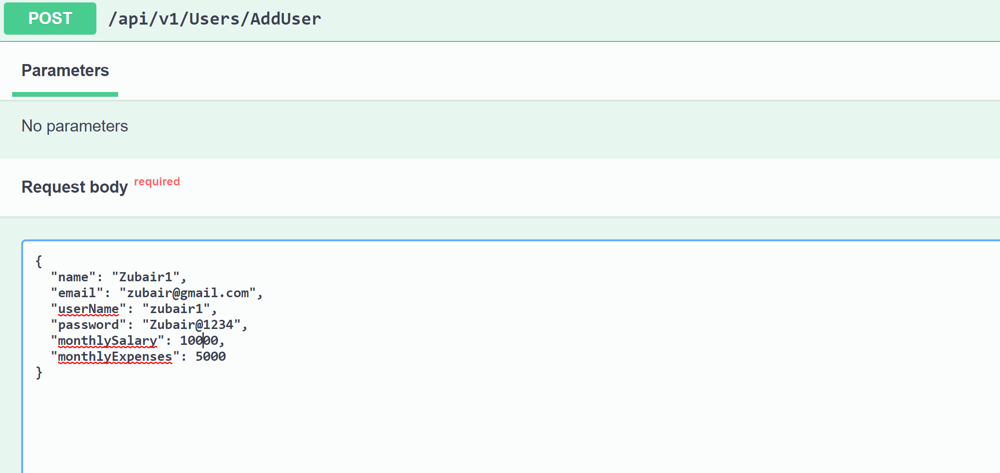 POST /api/v1/Users/AddUser
Parameters
No parameters
Request body required
{
  "name": "Zubair1",
  "email": "zubair@gmail.com",
  "userName": "zubair1",
  "password": "Zubair@1234",
  "monthlySalary": 10000,
  "monthlyExpenses": 5000
}